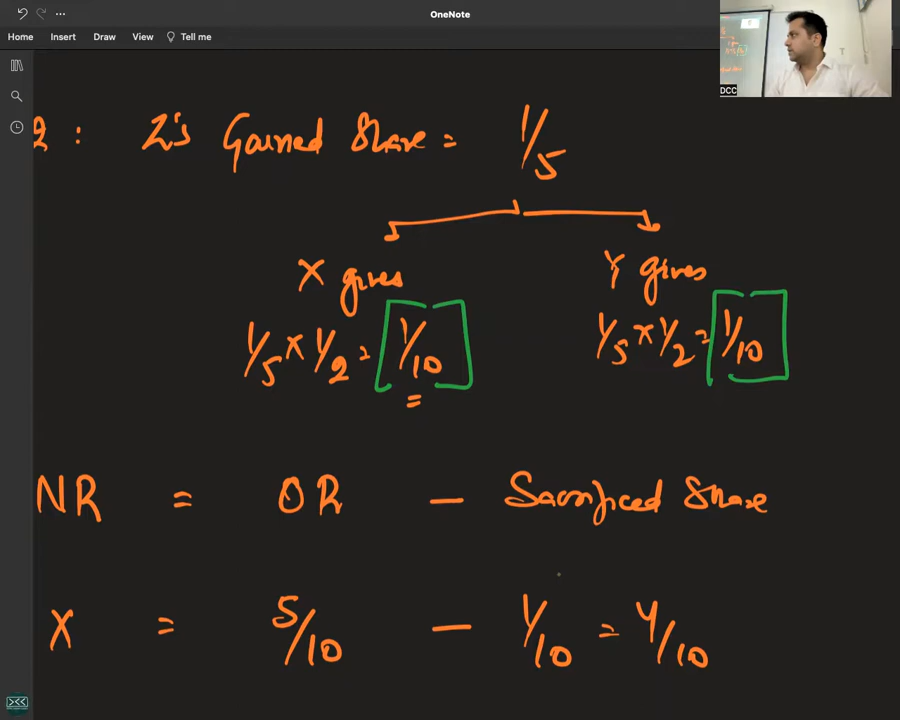 OneNote
Home Insert Draw View Tell me
DCC
2 : Z's Gained Share = 1/5
X gives Y gives
1/5 x 1/2 = 1/10 1/5 x 1/2 = 1/10
=
NR = OR - Sacrificed Share
X = 5/10 - 1/10 = 4/10